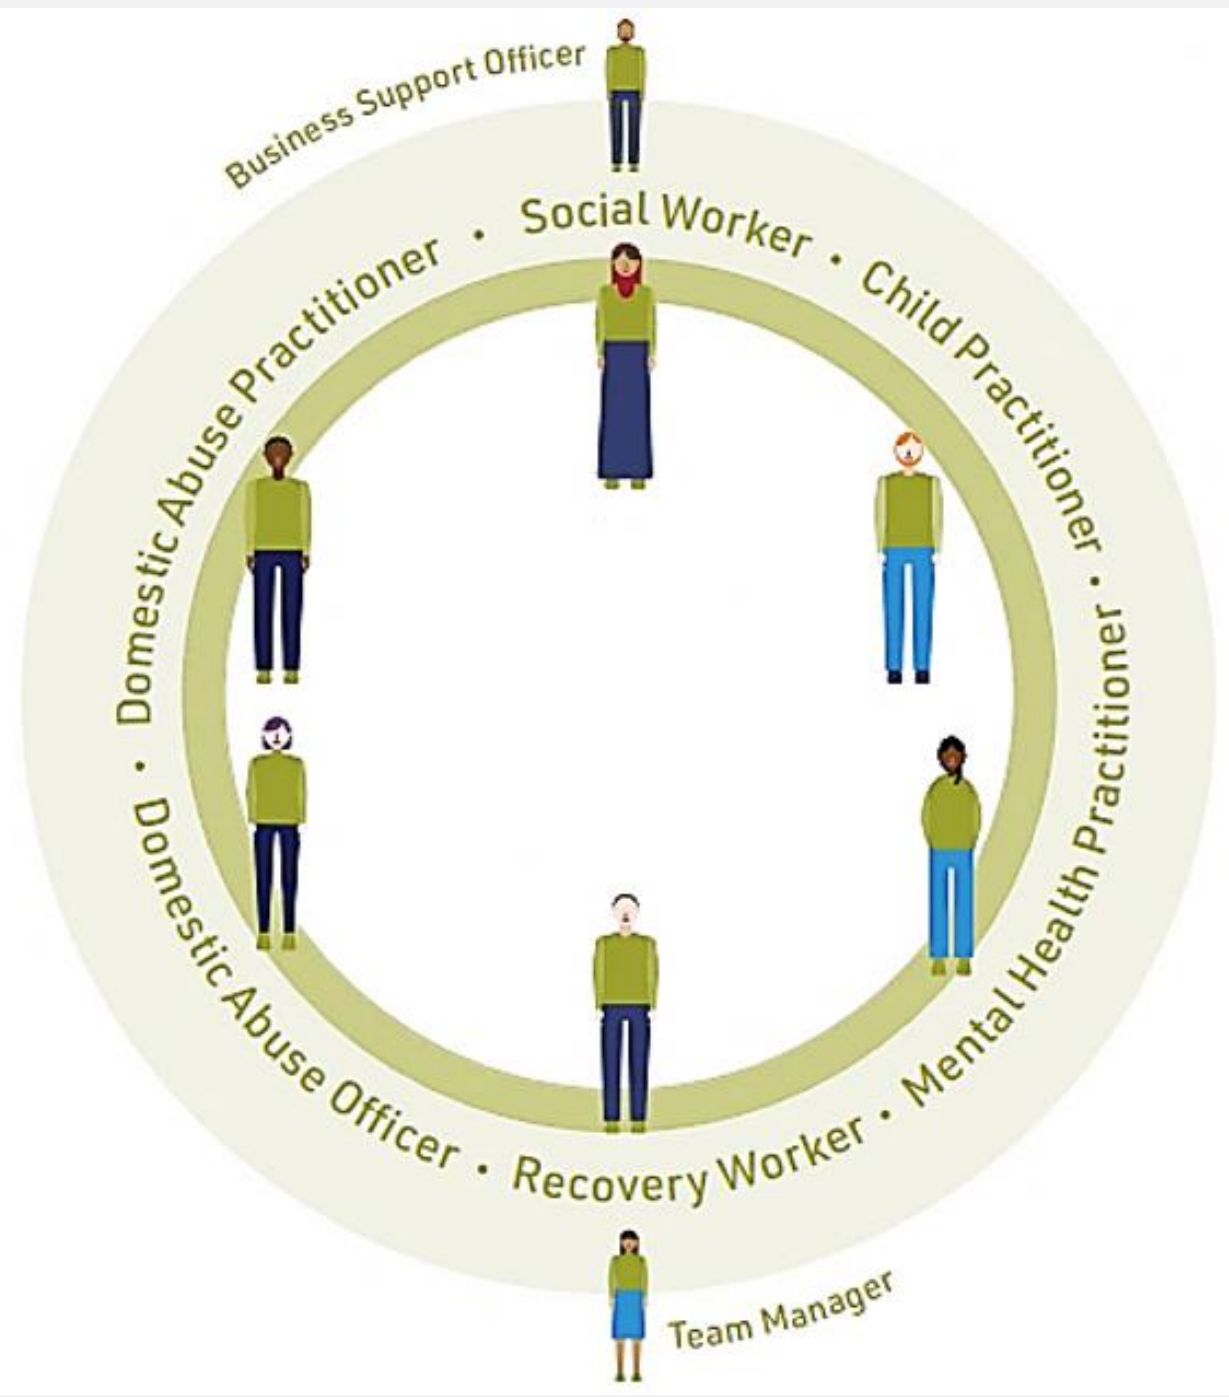 Business Support Officer
Social Worker • Child Practitioner • Mental Health Practitioner • Recovery Worker • Domestic Abuse Officer • Domestic Abuse Practitioner •
Team Manager